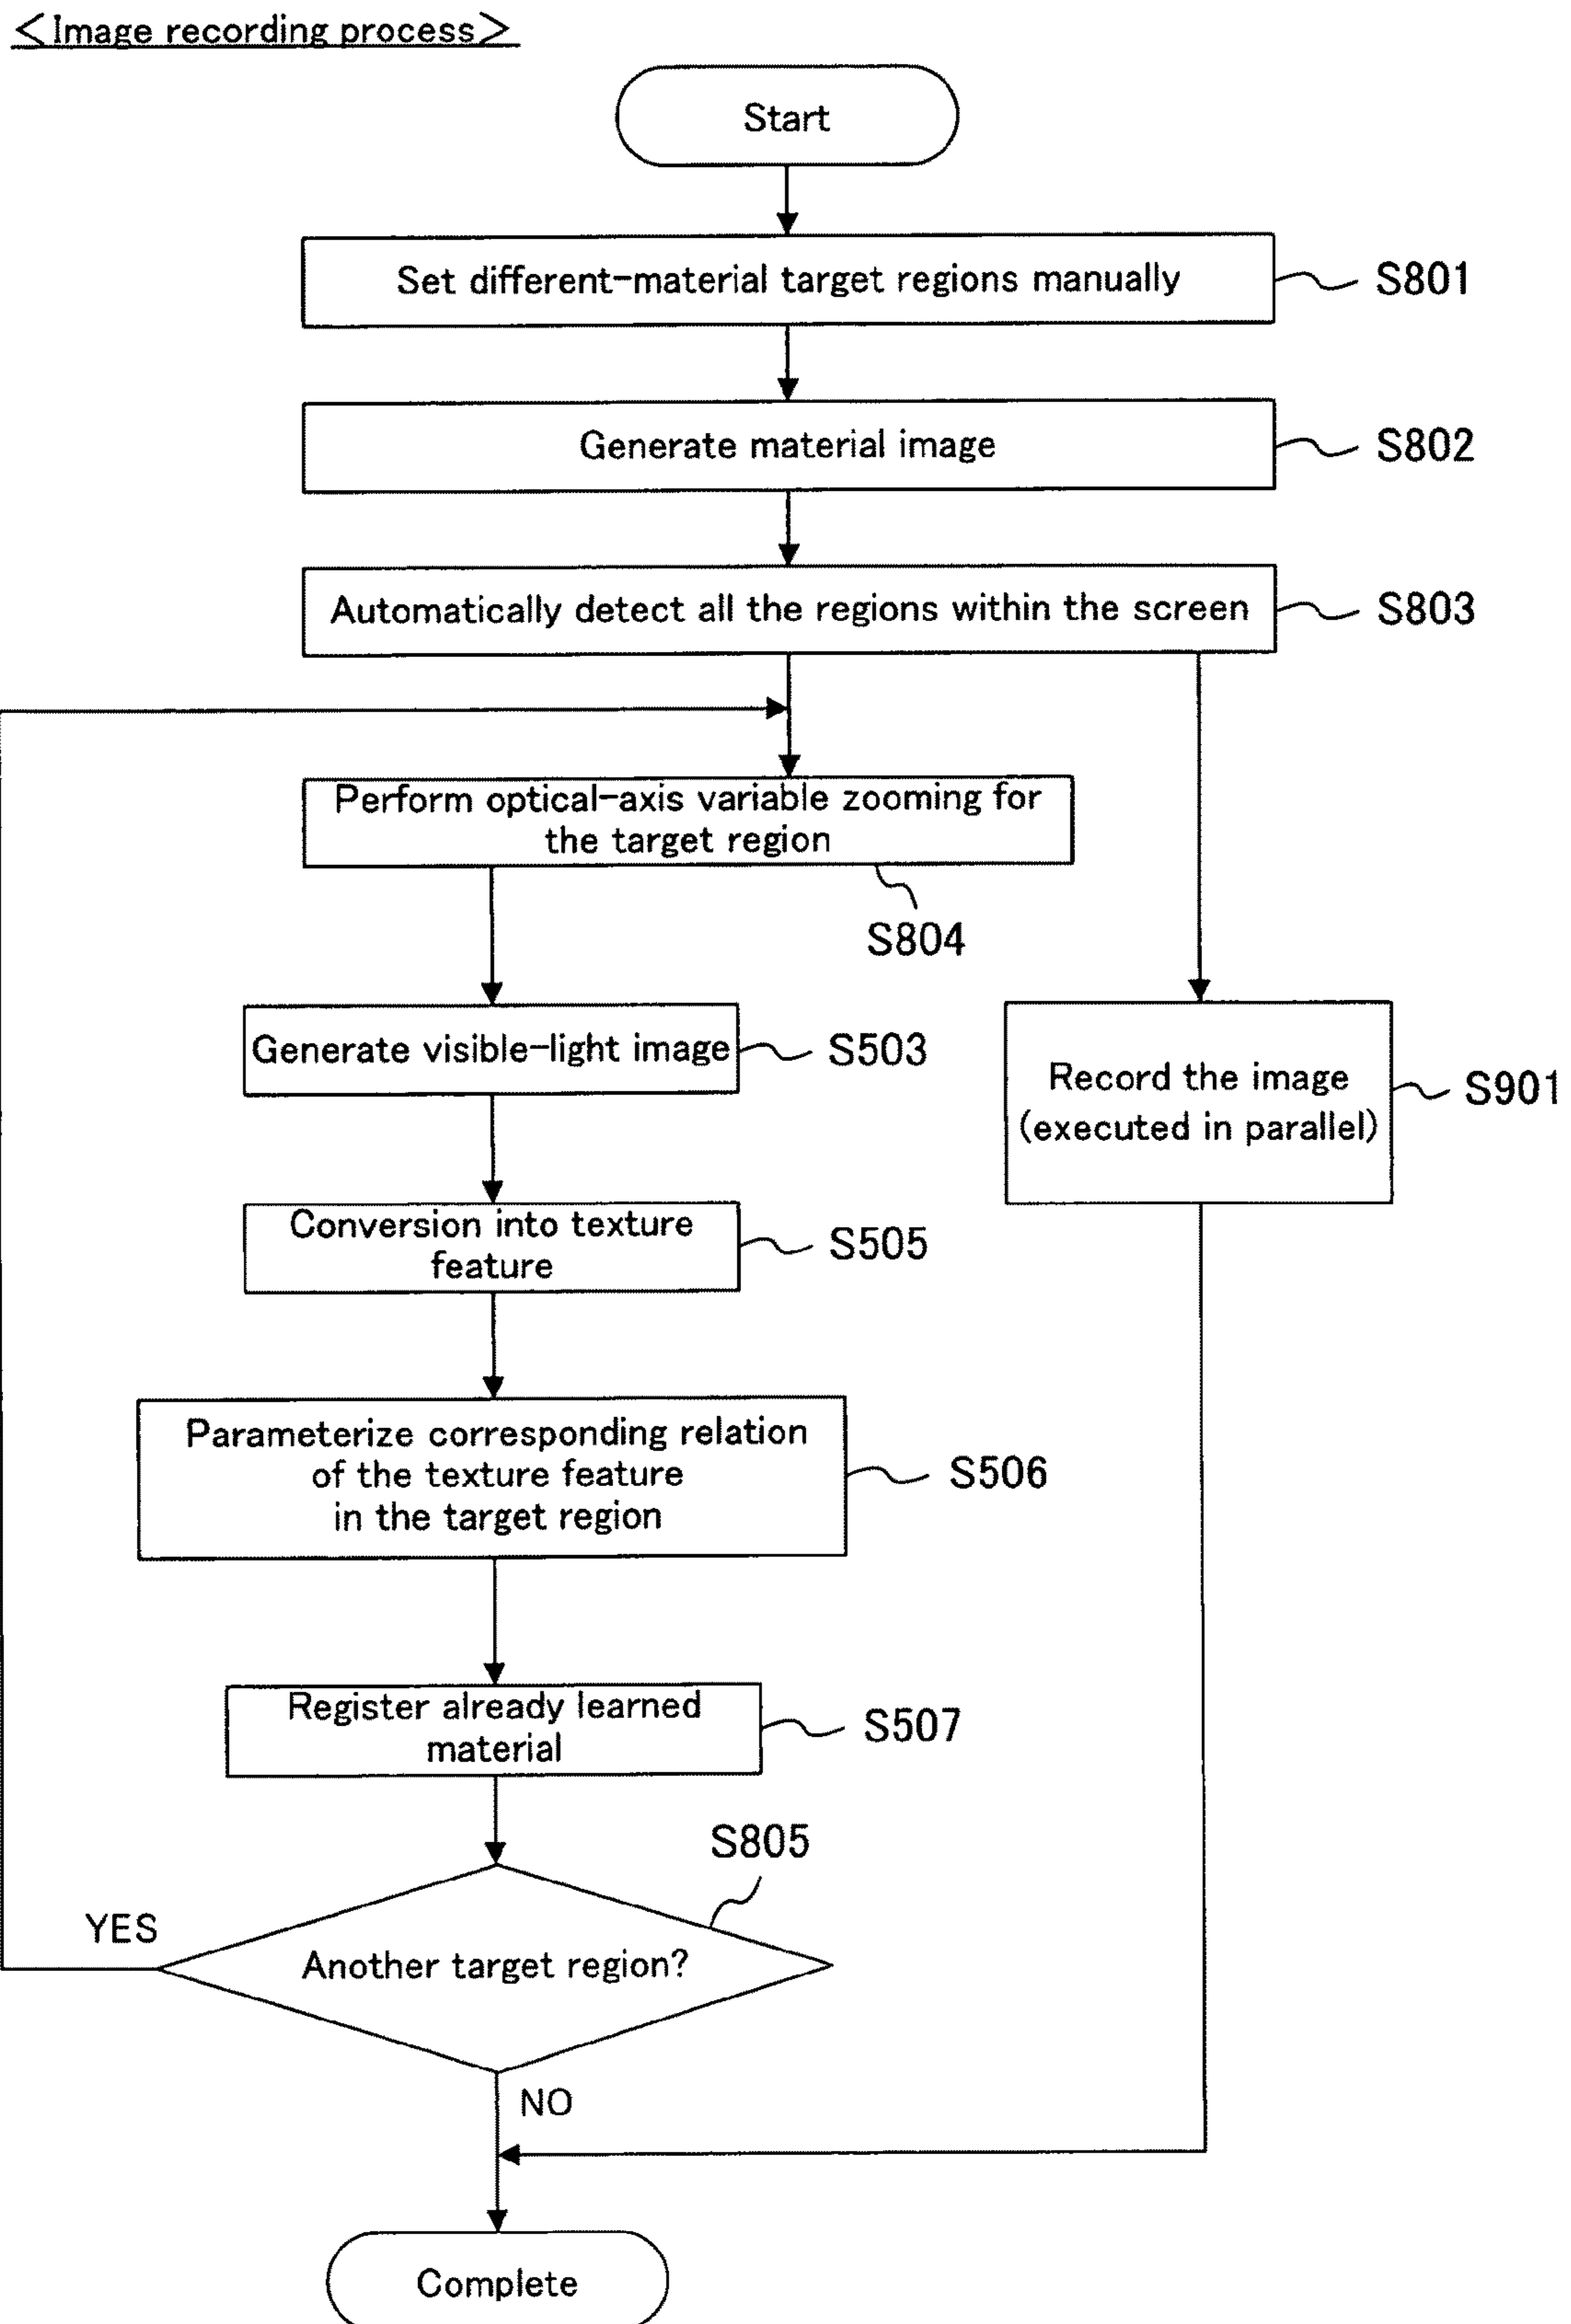 <Image recording process>
Start
Set different-material target regions manually
S801
Generate material image
S802
Automatically detect all the regions within the screen
S803
Perform optical-axis variable zooming for
the target region
S804
Generate visible-light image
S503
Record the image
(executed in parallel)
S901
Conversion into texture
feature
S505
Parameterize corresponding relation
of the texture feature
in the target region
S506
Register already learned
material
S507
S805
YES
Another target region?
NO
Complete